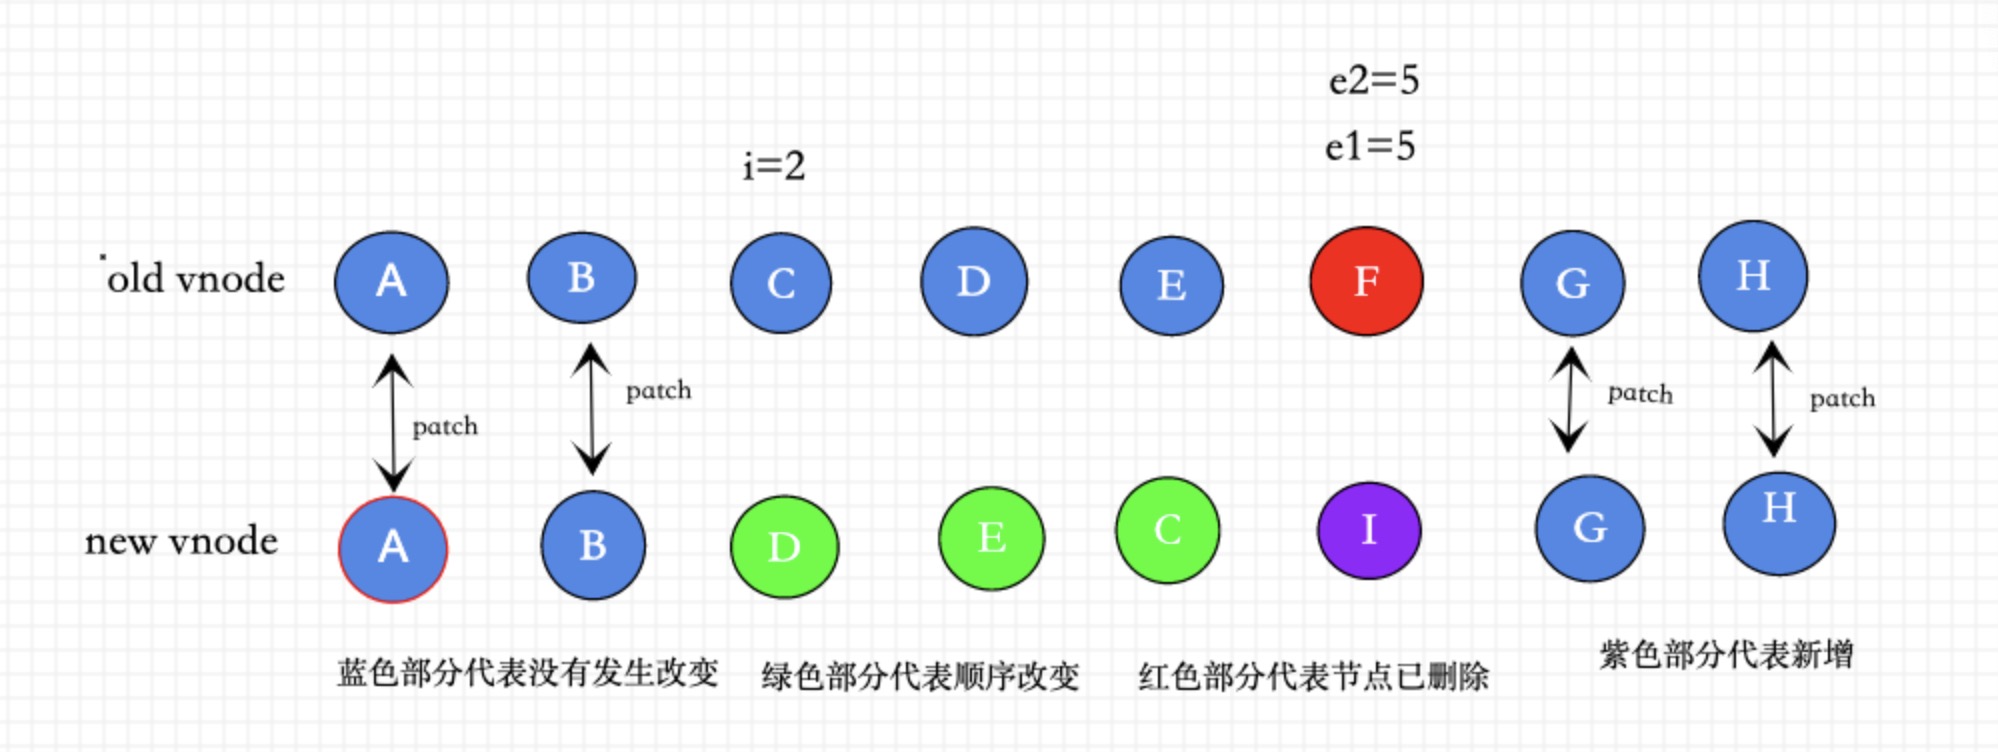 e2=5
e1=5
i=2
old vnode A B C D E F G H
patch patch patch patch
new vnode A B D E C I G H
蓝色部分代表没有发生改变 绿色部分代表顺序改变 红色部分代表节点已删除 紫色部分代表新增